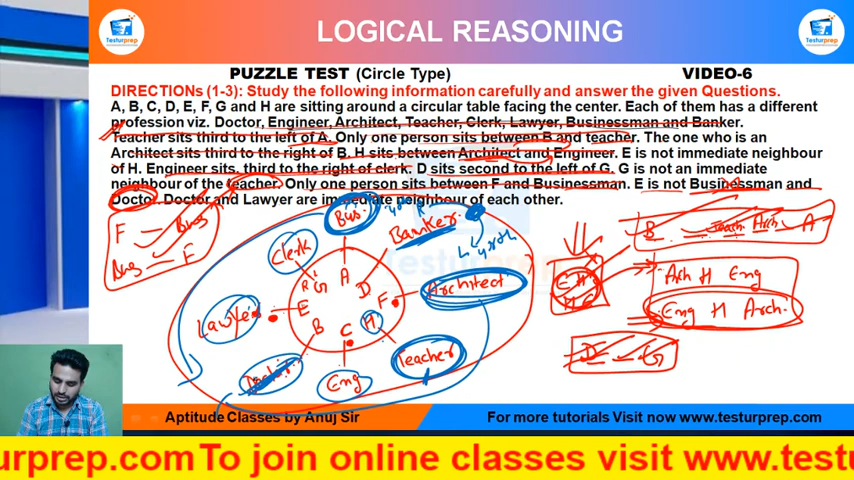 Testurprep
LOGICAL REASONING
Testurprep
PUZZLE TEST (Circle Type)
VIDEO-6
DIRECTIONs (1-3): Study the following information carefully and answer the given Questions.
A, B, C, D, E, F, G and H are sitting around a circular table facing the center. Each of them has a different
profession viz. Doctor, Engineer, Architect, Teacher, Clerk, Lawyer, Businessman and Banker.
Teacher sits third to the left of A. Only one person sits between B and teacher. The one who is an
Architect sits third to the right of B. H sits between Architect and Engineer. E is not immediate neighbour
of H. Engineer sits, third to the right of clerk. D sits second to the left of G. G is not an immediate
neighbour of the teacher. Only one person sits between F and Businessman. E is not Businessman and
Doctor. Doctor and Lawyer are immediate neighbour of each other.
F Bus
Bus F
Bus.
Banker
Clerk
Architect
Lawyer
Teacher
Doctor
Eng
A
D
F
H
C
B
E
G
R
B Teach Arch A
Arch H Eng
Eng H Arch.
D G
Aptitude Classes by Anuj Sir
For more tutorials Visit now www.testurprep.com
urprep.com To join online classes visit www.testu